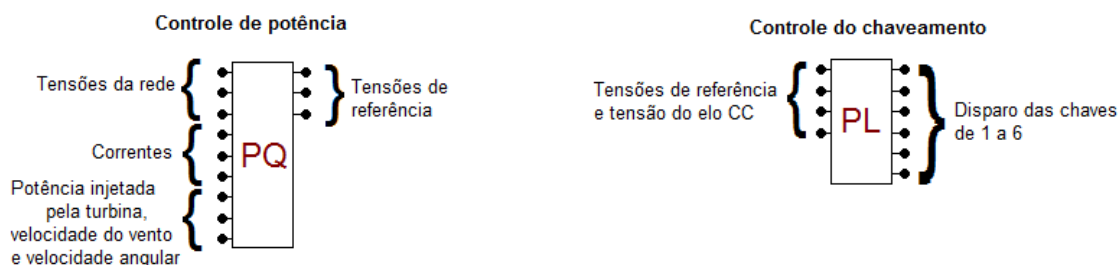 Controle de potência
Tensões da rede
Correntes
Potência injetada
pela turbina,
velocidade do vento
e velocidade angular
PQ
Tensões de
referência
Controle do chaveamento
Tensões de referência
e tensão do elo CC
PL
Disparo das chaves
de 1 a 6